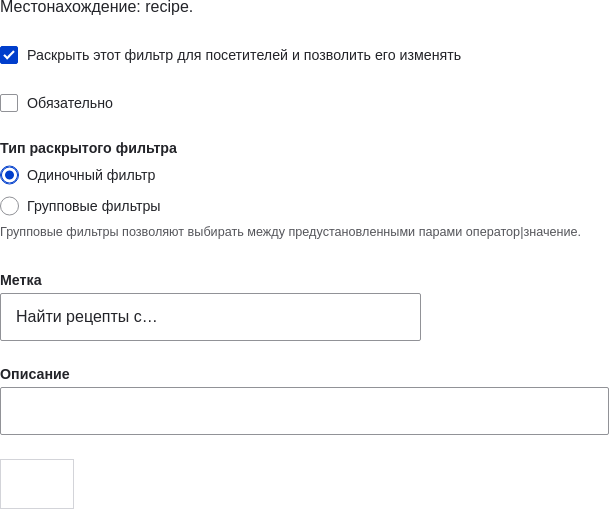 Местонахождение: recipe.
Раскрыть этот фильтр для посетителей и позволить его изменять
Обязательно
Тип раскрытого фильтра
Одиночный фильтр
Групповые фильтры
Групповые фильтры позволяют выбирать между предустановленными парами оператор|значение.
Метка
Найти рецепты с…
Описание